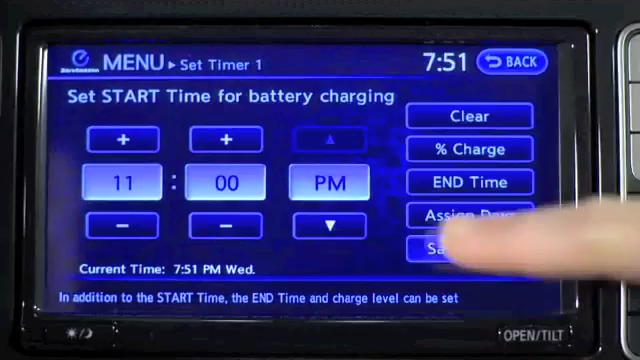 MENU ▸ Set Timer 1
7:51
BACK
Set START Time for battery charging
Clear
% Charge
11 : 00 PM
END Time
Assign
Current Time: 7:51 PM Wed.
In addition to the START Time, the END Time and charge level can be set
OPEN/TILT